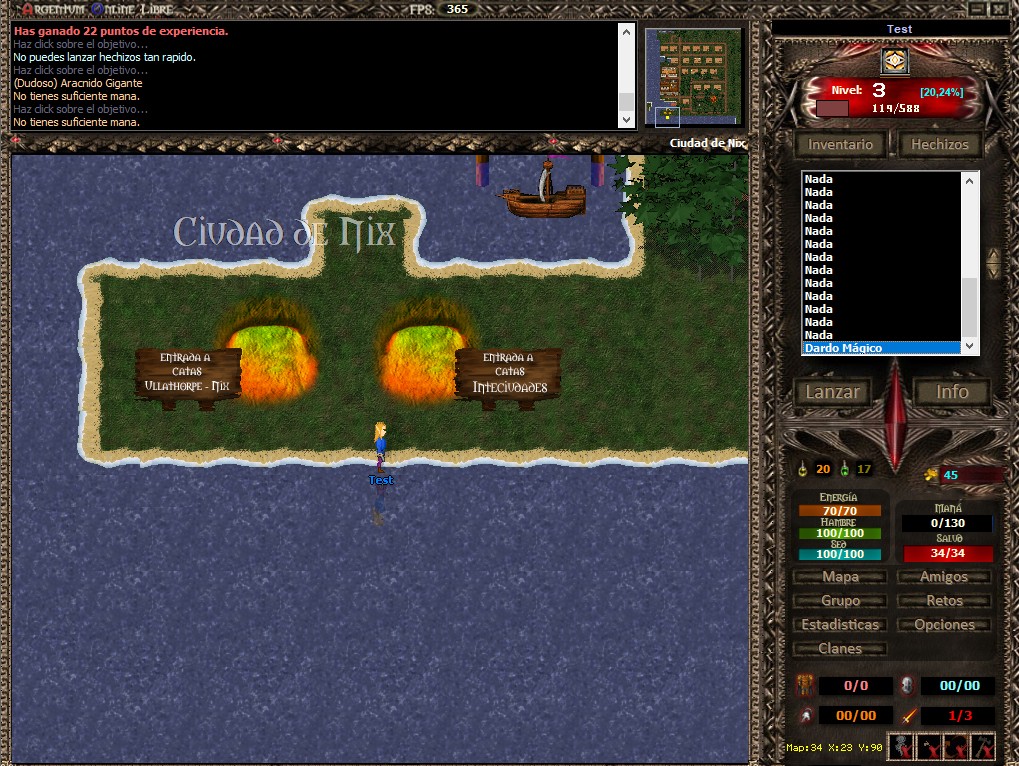 Argentum Online Libre
FPS: 365
Has ganado 22 puntos de experiencia.
Haz click sobre el objetivo...
No puedes lanzar hechizos tan rapido.
Haz click sobre el objetivo...
(Dudoso) Aracnido Gigante
No tienes suficiente mana.
Haz click sobre el objetivo...
No tienes suficiente mana.
Ciudad de Nix
Ciudad de Nix
Entrada a
catas
Ullathorpe - Nix
Entrada a
catas
Inteciudades
Test
Test
Nivel: 3 [20,24%]
119/588
Inventario
Hechizos
Nada
Nada
Nada
Nada
Nada
Nada
Nada
Nada
Nada
Nada
Nada
Nada
Nada
Dardo Mágico
Lanzar
Info
20
17
45
Energía
70/70
Hambre
100/100
Sed
100/100
Maná
0/130
Salud
34/34
Mapa
Amigos
Grupo
Retos
Estadisticas
Opciones
Clanes
0/0
00/00
00/00
1/3
Map:34 X:23 Y:90